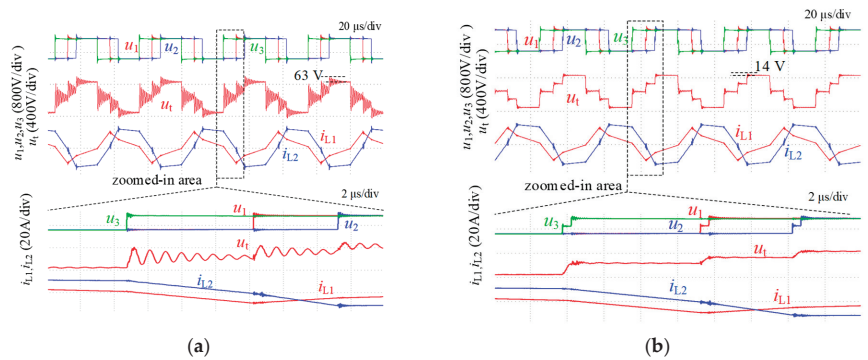 20 μs/div
u1 u2 u3
63 V
ut
iL1
iL2
zoomed-in area
2 μs/div
u3 u1
u2
ut
iL2
iL1
u1,u2,u3 (800V/div)
ut (400V/div)
iL1,iL2 (20A/div)
(a)
20 μs/div
u1 u2 u3
14 V
ut
iL1
iL2
zoomed-in area
2 μs/div
u3 u1
u2
ut
iL2
iL1
u1,u2,u3 (800V/div)
ut (400V/div)
iL1,iL2 (20A/div)
(b)